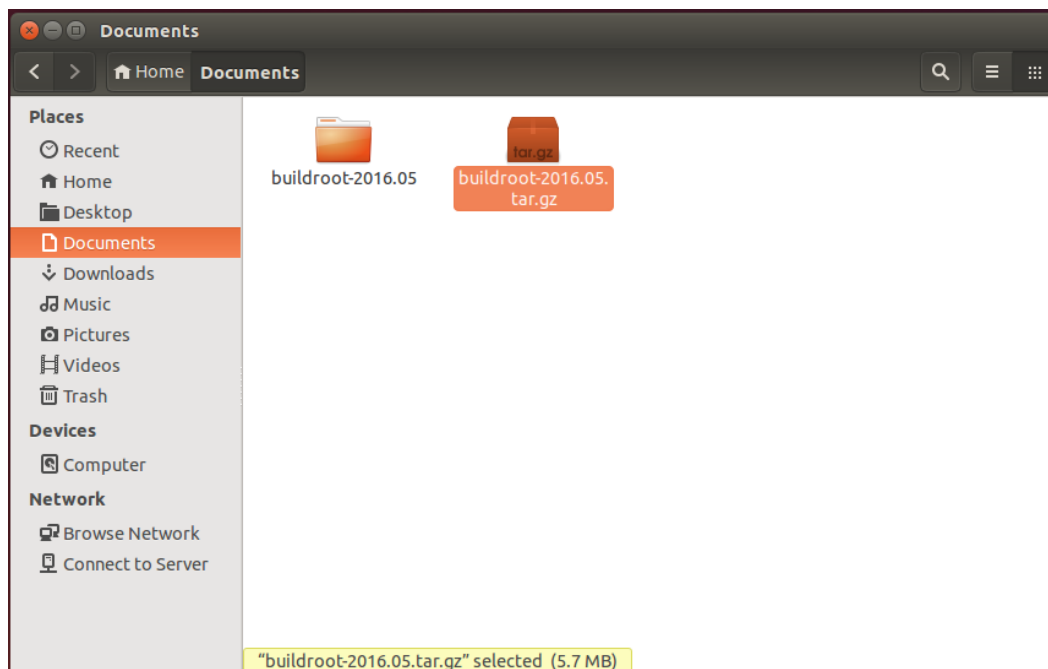 Documents
Home Documents
Places
Recent
Home
Desktop
Documents
Downloads
Music
Pictures
Videos
Trash
Devices
Computer
Network
Browse Network
Connect to Server
buildroot-2016.05
tar.gz
buildroot-2016.05.
tar.gz
“buildroot-2016.05.tar.gz” selected (5.7 MB)